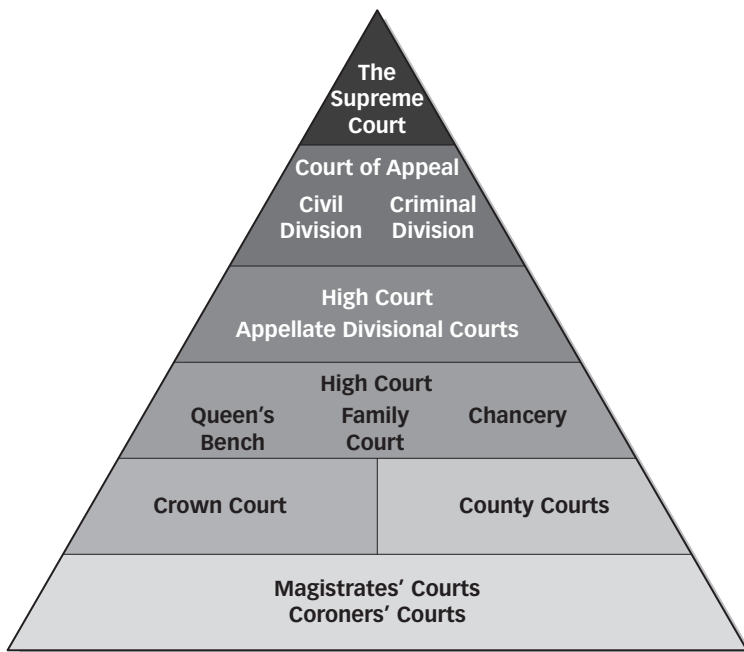 The
Supreme
Court
Court of Appeal
Civil
Division
Criminal
Division
High Court
Appellate Divisional Courts
High Court
Queen’s
Bench
Family
Court
Chancery
Crown Court
County Courts
Magistrates’ Courts
Coroners’ Courts